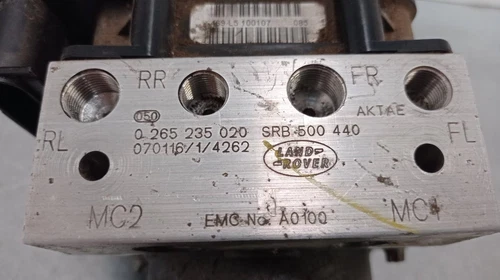 RR FR
050 AKTAE
RL 0 265 235 020 SRB 500 440 FL
070116/1/4262 LAND
ROVER
MC2 EMC No. A0100 MC1